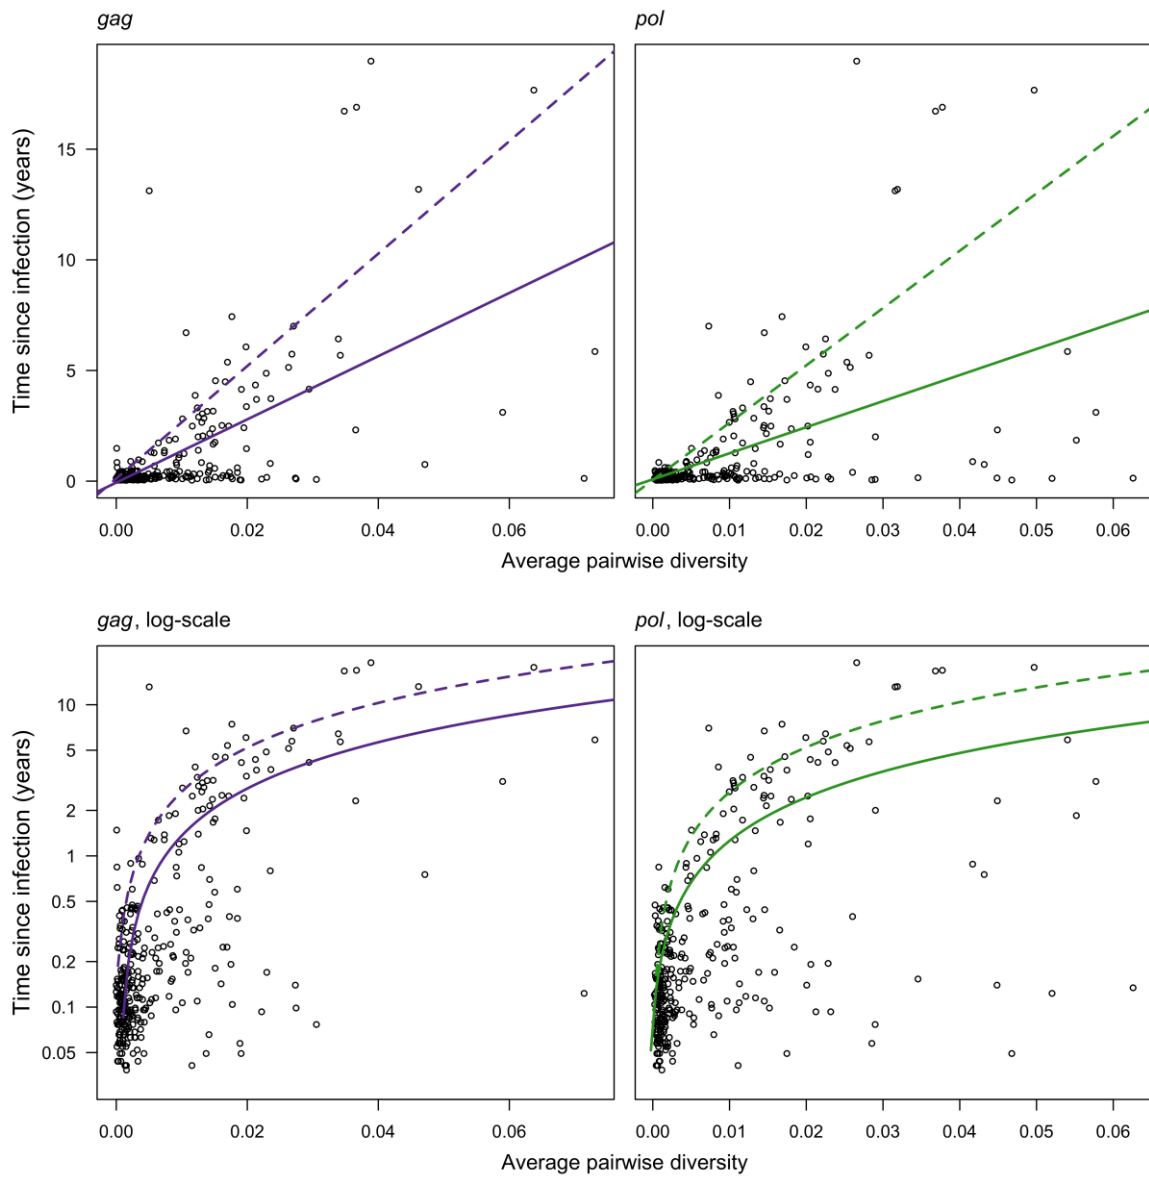 gag
pol
Time since infection (years)
15
10
5
0
0.00 0.02 0.04 0.06
0.00 0.01 0.02 0.03 0.04 0.05 0.06
Average pairwise diversity
gag, log-scale
pol, log-scale
Time since infection (years)
10
5
2
1
0.5
0.2
0.1
0.05
0.00 0.02 0.04 0.06
0.00 0.01 0.02 0.03 0.04 0.05 0.06
Average pairwise diversity